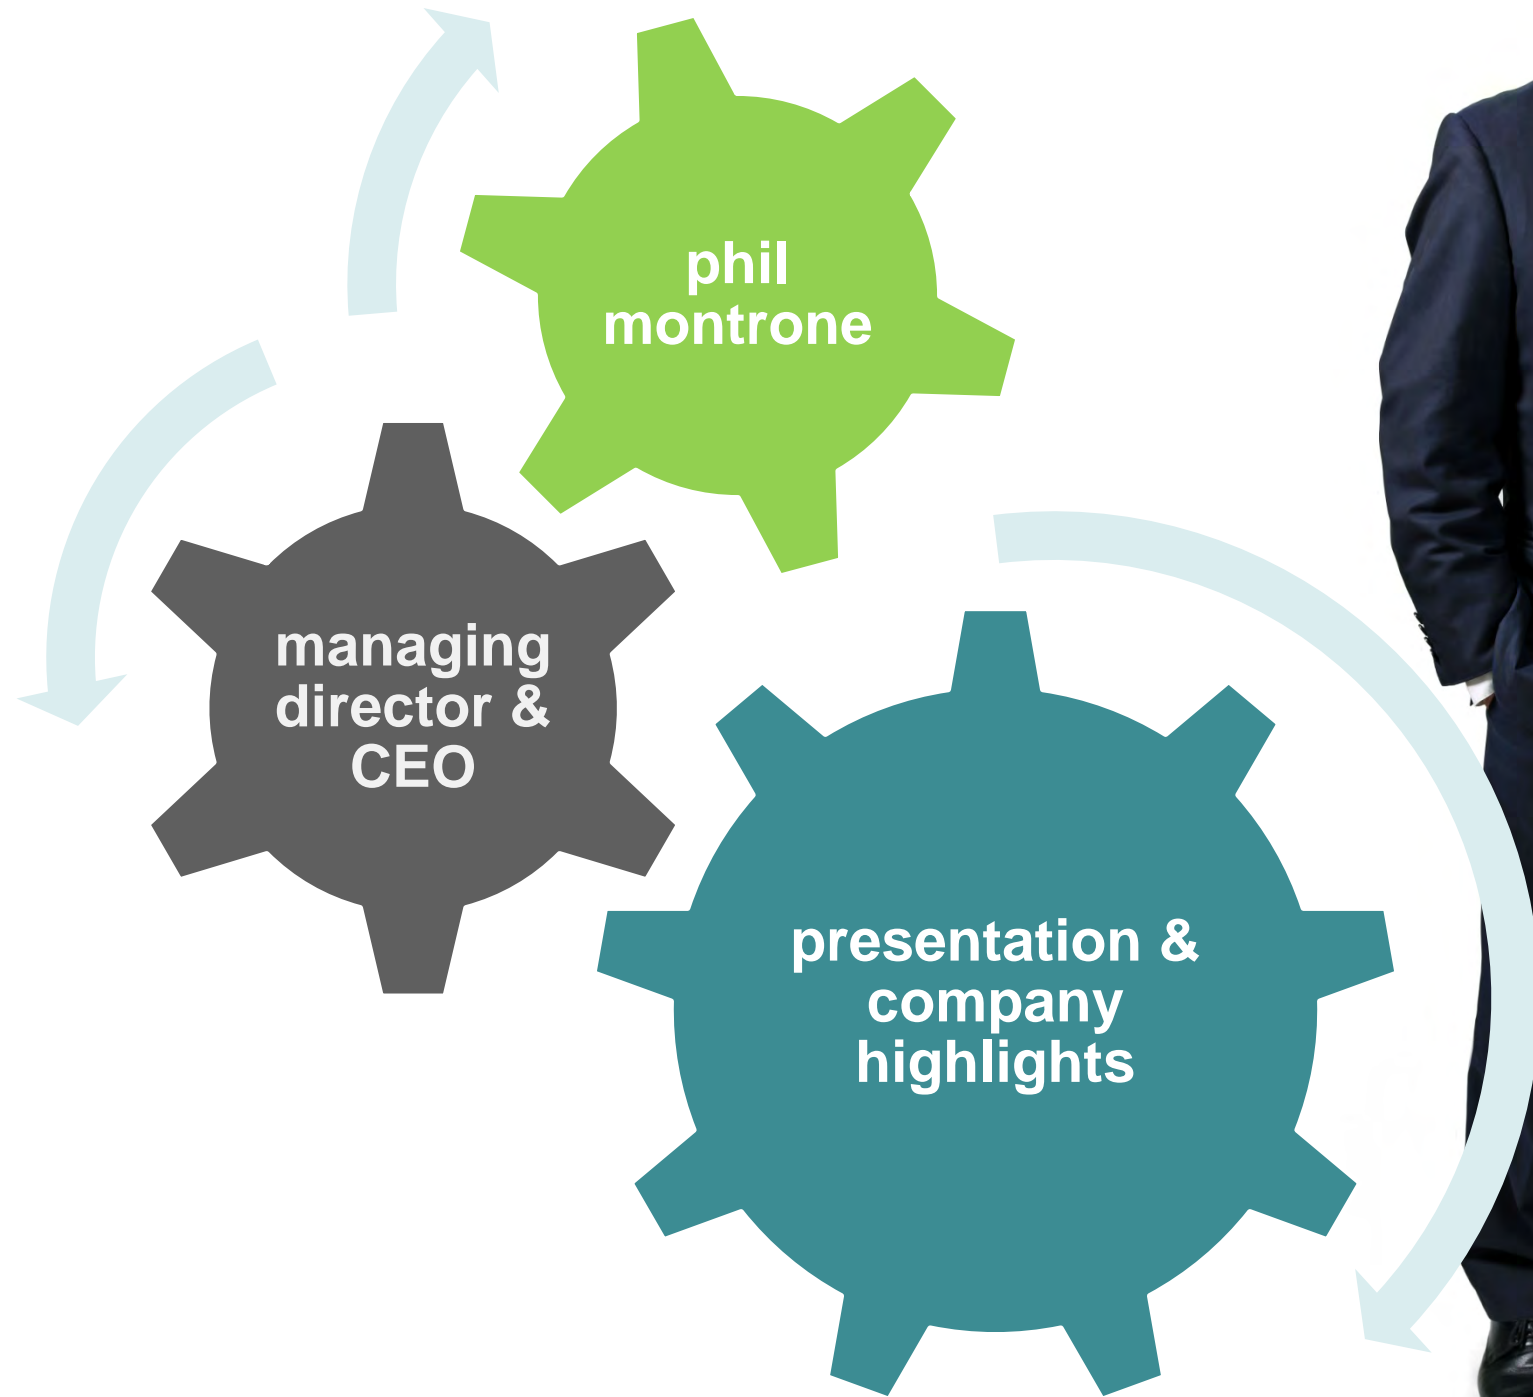 phil
montrone
managing
director &
CEO
presentation &
company
highlights